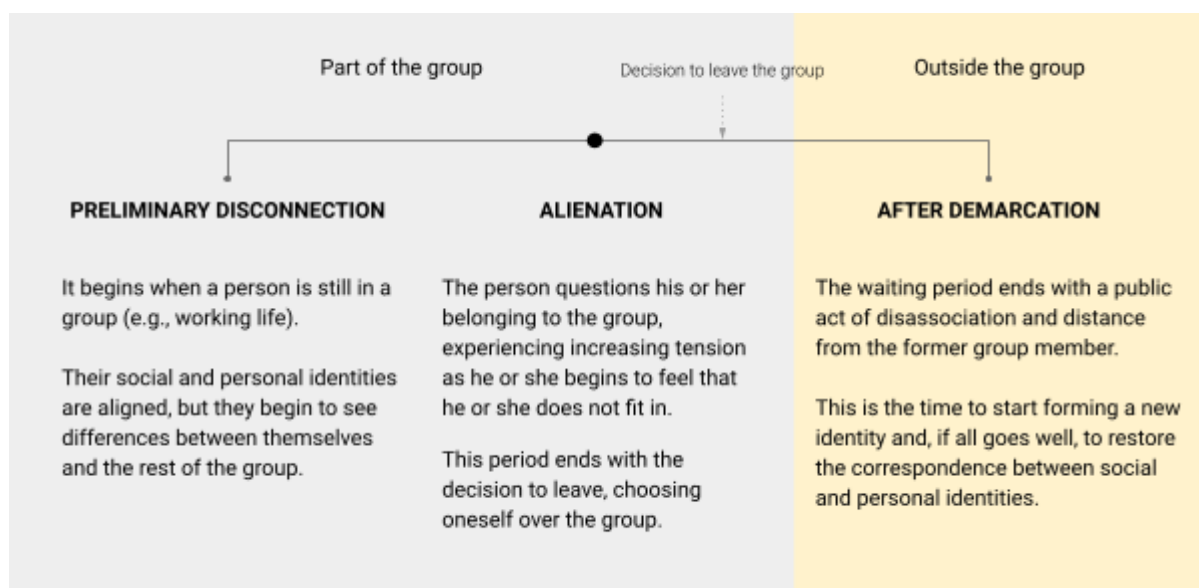 Part of the group
Decision to leave the group
Outside the group
PRELIMINARY DISCONNECTION
It begins when a person is still in a
group (e.g., working life).
Their social and personal identities
are aligned, but they begin to see
differences between themselves
and the rest of the group.
ALIENATION
The person questions his or her
belonging to the group,
experiencing increasing tension
as he or she begins to feel that
he or she does not fit in.
This period ends with the
decision to leave, choosing
oneself over the group.
AFTER DEMARCATION
The waiting period ends with a public
act of disassociation and distance
from the former group member.
This is the time to start forming a new
identity and, if all goes well, to restore
the correspondence between social
and personal identities.